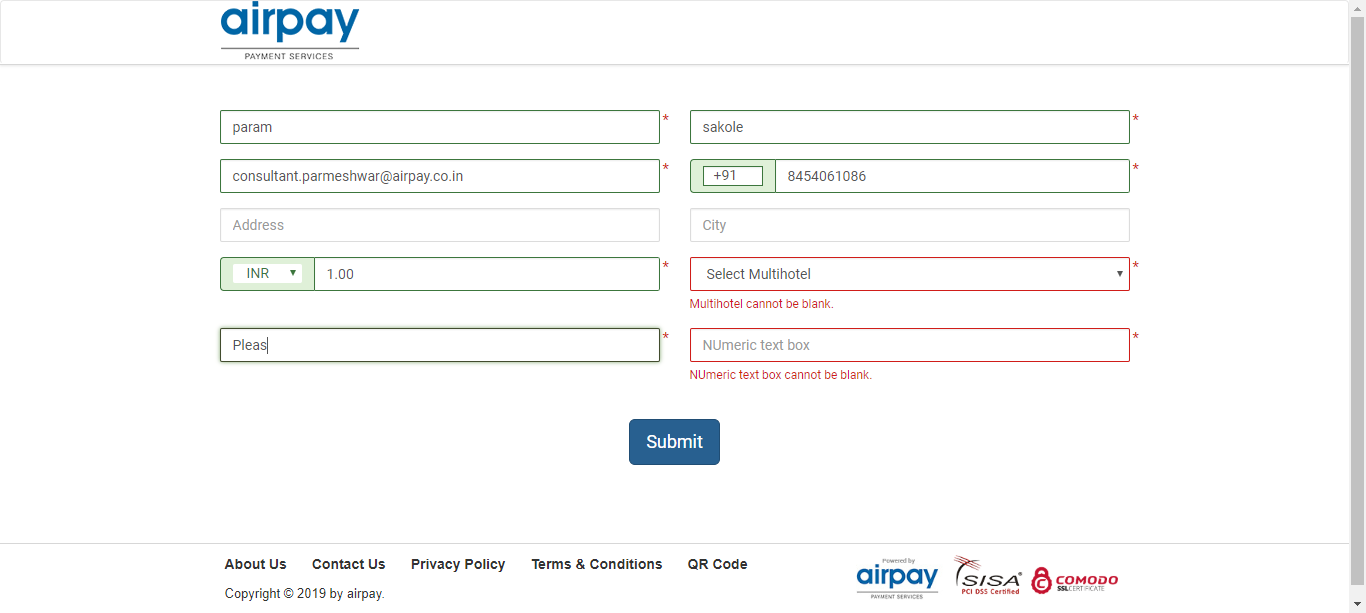 airpay
PAYMENT SERVICES
param * sakole *
consultant.parmeshwar@airpay.co.in * +91 8454061086 *
Address City
INR ▼ 1.00 * Select Multihotel ▼ *
Multihotel cannot be blank.
Pleas * NUmeric text box *
NUmeric text box cannot be blank.
Submit
About Us Contact Us Privacy Policy Terms & Conditions QR Code
Copyright © 2019 by airpay.
Powered by
airpay
PAYMENT SERVICES
SISA
PCI DSS Certified
COMODO
SSL CERTIFICATE